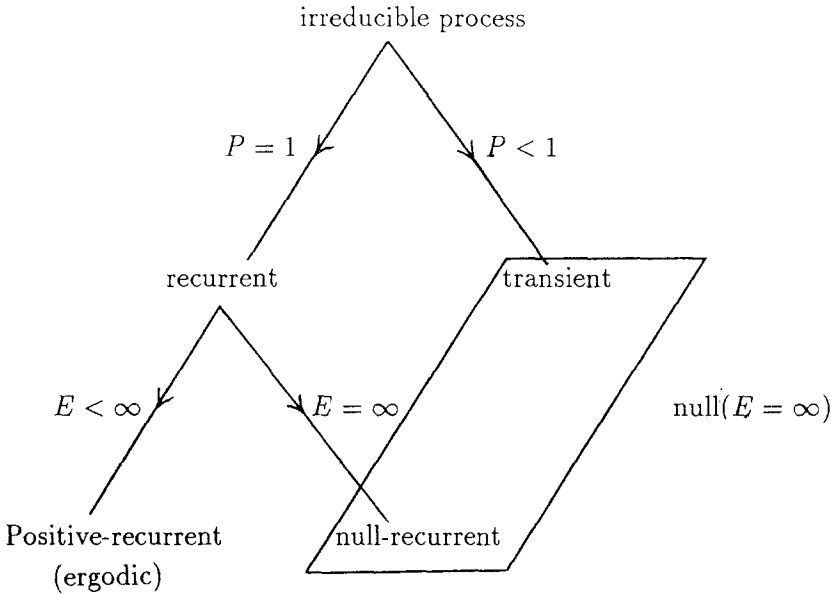 irreducible process
P = 1
P < 1
recurrent
transient
E < ∞
E = ∞
null(E = ∞)
Positive-recurrent
(ergodic)
null-recurrent